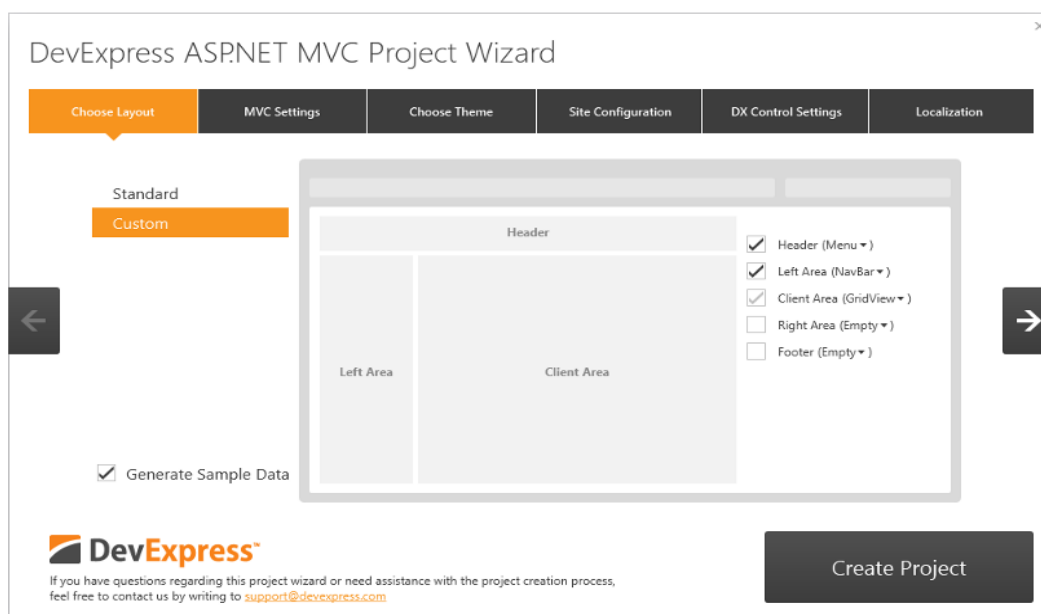 DevExpress ASP.NET MVC Project Wizard
Choose Layout MVC Settings Choose Theme Site Configuration DX Control Settings Localization
Standard
Custom
Header
Left Area
Client Area
Header (Menu)
Left Area (NavBar)
Client Area (GridView)
Right Area (Empty)
Footer (Empty)
Generate Sample Data
DevExpress™
If you have questions regarding this project wizard or need assistance with the project creation process,
feel free to contact us by writing to support@devexpress.com
Create Project